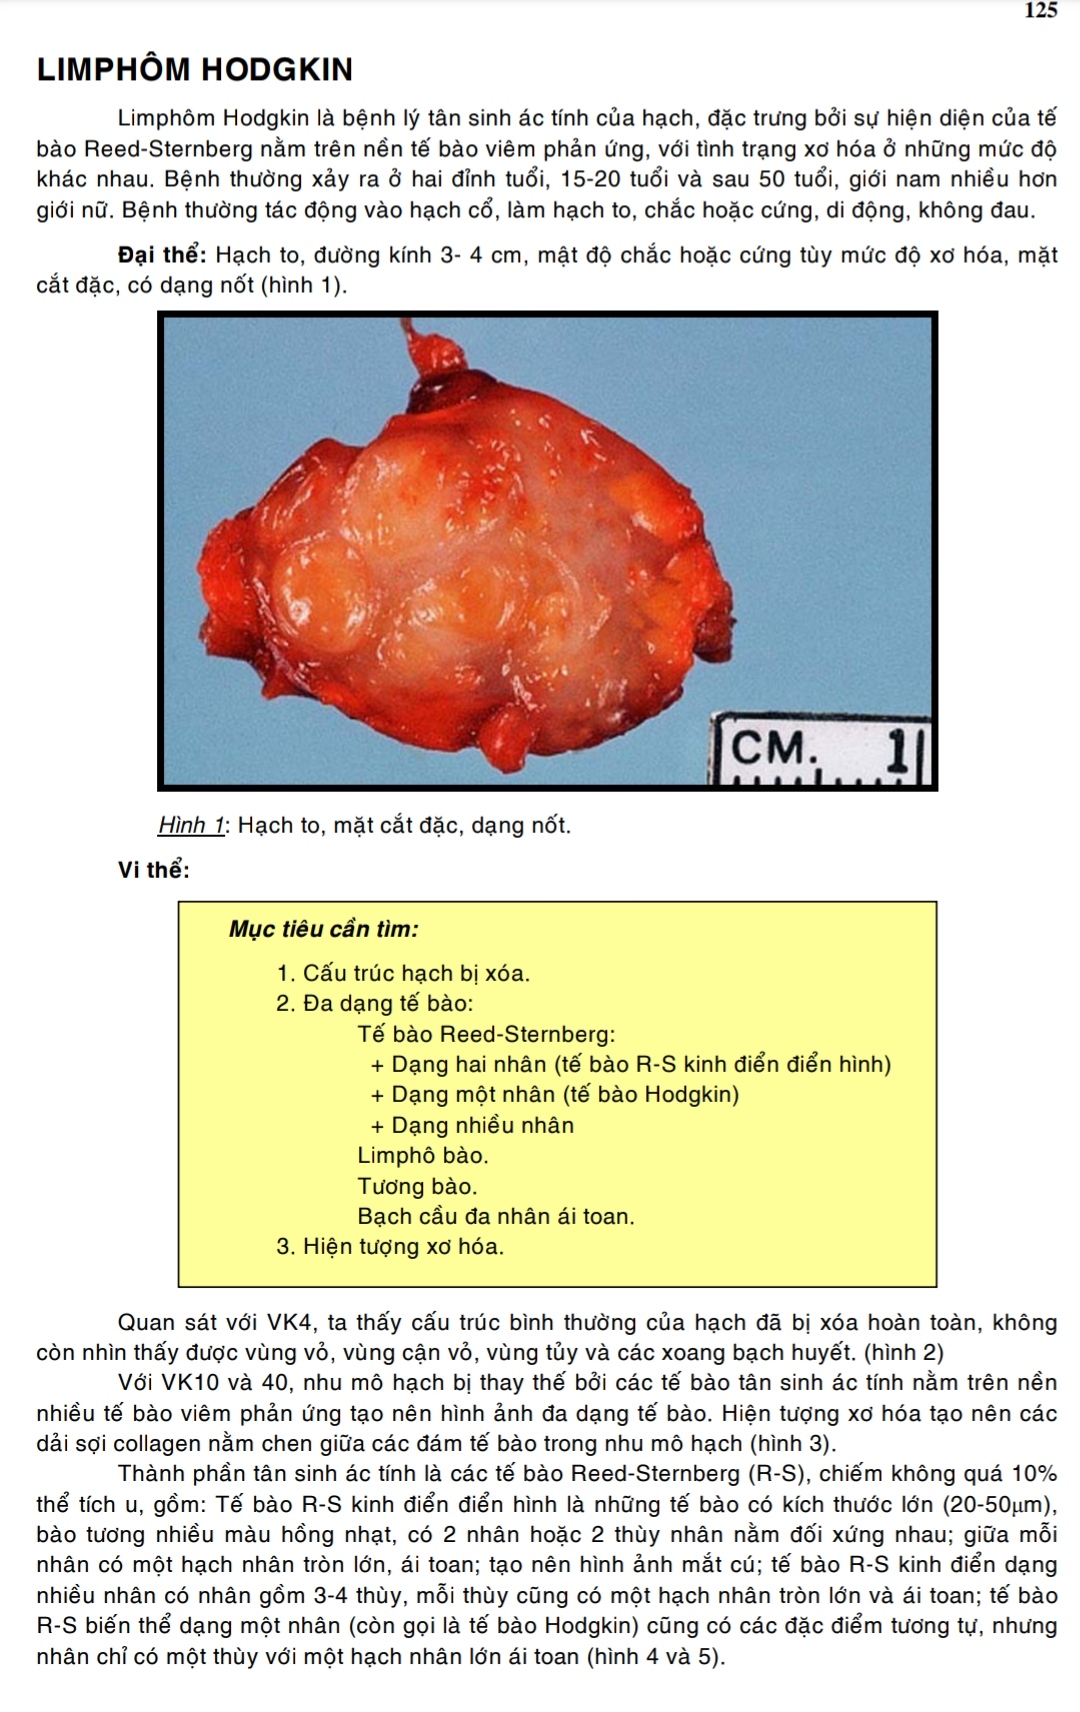 125
LIMPHÔM HODGKIN
Limphôm Hodgkin là bệnh lý tân sinh ác tính của hạch, đặc trưng bởi sự hiện diện của tế
bào Reed-Sternberg nằm trên nền tế bào viêm phản ứng, với tình trạng xơ hóa ở những mức độ
khác nhau. Bệnh thường xảy ra ở hai đỉnh tuổi, 15-20 tuổi và sau 50 tuổi, giới nam nhiều hơn
giới nữ. Bệnh thường tác động vào hạch cổ, làm hạch to, chắc hoặc cứng, di động, không đau.
Đại thể: Hạch to, đường kính 3- 4 cm, mật độ chắc hoặc cứng tùy mức độ xơ hóa, mặt
cắt đặc, có dạng nốt (hình 1).
CM. 1
Hình 1: Hạch to, mặt cắt đặc, dạng nốt.
Vi thể:
Mục tiêu cần tìm:
1. Cấu trúc hạch bị xóa.
2. Đa dạng tế bào:
Tế bào Reed-Sternberg:
+ Dạng hai nhân (tế bào R-S kinh điển điển hình)
+ Dạng một nhân (tế bào Hodgkin)
+ Dạng nhiều nhân
Limphô bào.
Tương bào.
Bạch cầu đa nhân ái toan.
3. Hiện tượng xơ hóa.
Quan sát với VK4, ta thấy cấu trúc bình thường của hạch đã bị xóa hoàn toàn, không
còn nhìn thấy được vùng vỏ, vùng cận vỏ, vùng tủy và các xoang bạch huyết. (hình 2)
Với VK10 và 40, nhu mô hạch bị thay thế bởi các tế bào tân sinh ác tính nằm trên nền
nhiều tế bào viêm phản ứng tạo nên hình ảnh đa dạng tế bào. Hiện tượng xơ hóa tạo nên các
dải sợi collagen nằm chen giữa các đám tế bào trong nhu mô hạch (hình 3).
Thành phần tân sinh ác tính là các tế bào Reed-Sternberg (R-S), chiếm không quá 10%
thể tích u, gồm: Tế bào R-S kinh điển điển hình là những tế bào có kích thước lớn (20-50μm),
bào tương nhiều màu hồng nhạt, có 2 nhân hoặc 2 thùy nhân nằm đối xứng nhau; giữa mỗi
nhân có một hạch nhân tròn lớn, ái toan; tạo nên hình ảnh mắt cú; tế bào R-S kinh điển dạng
nhiều nhân có nhân gồm 3-4 thùy, mỗi thùy cũng có một hạch nhân tròn lớn và ái toan; tế bào
R-S biến thể dạng một nhân (còn gọi là tế bào Hodgkin) cũng có các đặc điểm tương tự, nhưng
nhân chỉ có một thùy với một hạch nhân lớn ái toan (hình 4 và 5).